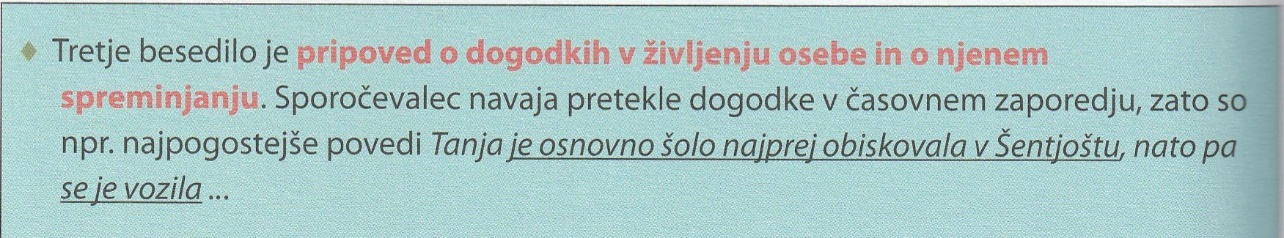 ♦ Tretje besedilo je pripoved o dogodkih v življenju osebe in o njenem
spreminjanju. Sporočevalec navaja pretekle dogodke v časovnem zaporedju, zato so
npr. najpogostejše povedi Tanja je osnovno šolo najprej obiskovala v Šentjoštu, nato pa
se je vozila ...